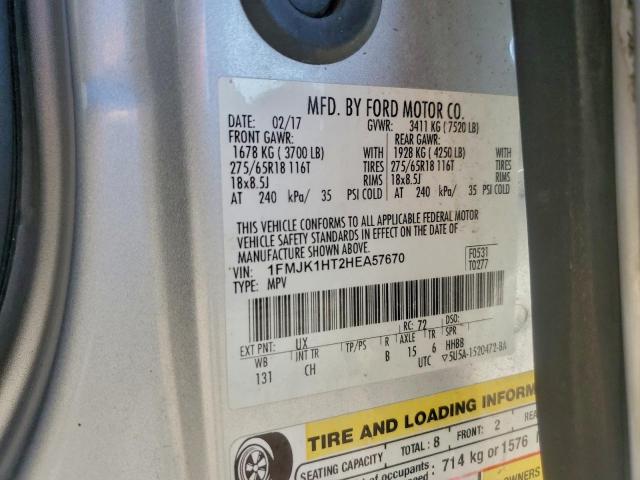 MFD. BY FORD MOTOR CO.
DATE: 02/17 GVWR: 3411 KG ( 7520 LB)
FRONT GAWR: REAR GAWR:
1678 KG ( 3700 LB) WITH 1928 KG ( 4250 LB) WITH
275/65R18 116T TIRES 275/65R18 116T TIRES
18x8.5J RIMS 18x8.5J RIMS
AT 240 kPa/ 35 PSI COLD AT 240 kPa/ 35 PSI COLD
THIS VEHICLE CONFORMS TO ALL APPLICABLE FEDERAL MOTOR
VEHICLE SAFETY STANDARDS IN EFFECT ON THE DATE OF
MANUFACTURE SHOWN ABOVE.
VIN: 1FMJK1HT2HEA57670 F0531
TYPE: MPV T0277
EXT PNT: UX RC: 72 DSO:
WB INT TR TP/PS R AXLE TR SPR
131 CH B 15 6 HHBB
UTC 5U5A-1520472-BA
TIRE AND LOADING INFORM
SEATING CAPACITY TOTAL: 8 FRONT: 2 REA
of occupants 714 kg or 1576
OWNERS